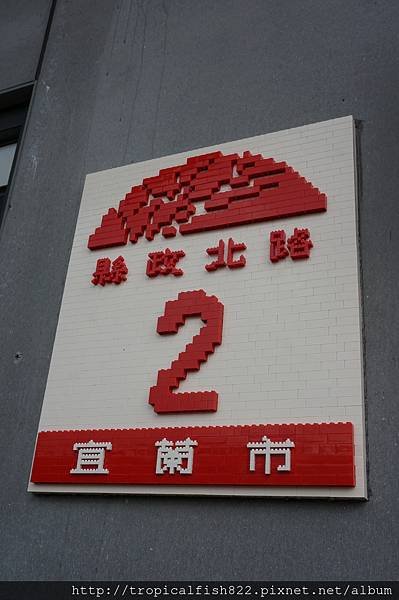 縣政北路
2
宜蘭市
http://tropicalfish822.pixnet.net/album